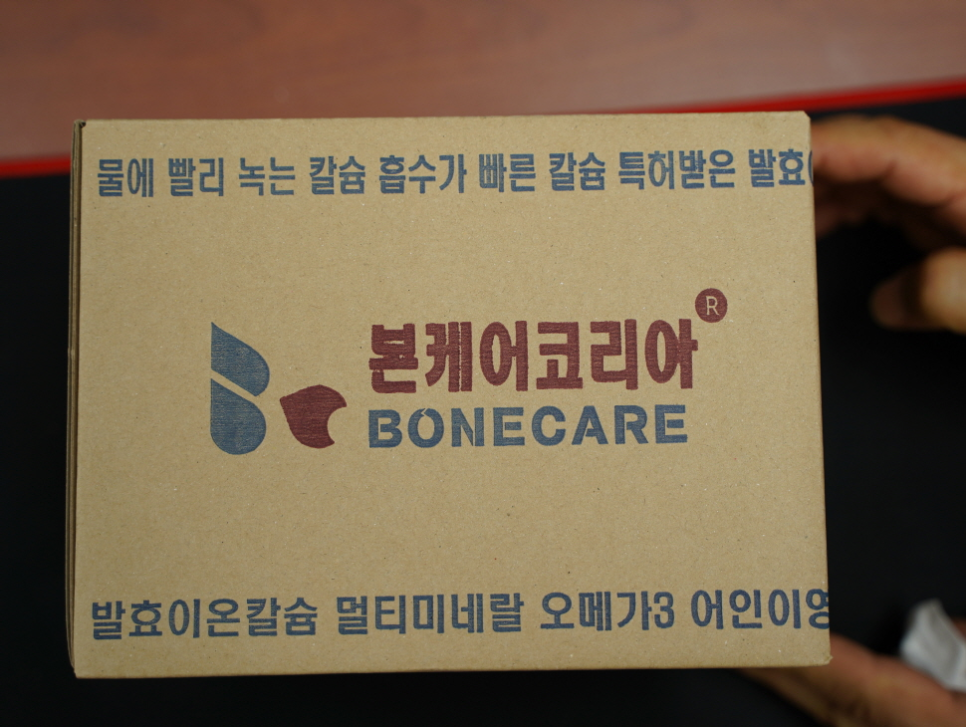 물에 빨리 녹는 칼슘 흡수가 빠른 칼슘 특허받은 발효
본케어코리아 ®
BONECARE
발효이온칼슘 멀티미네랄 오메가3 어인이영